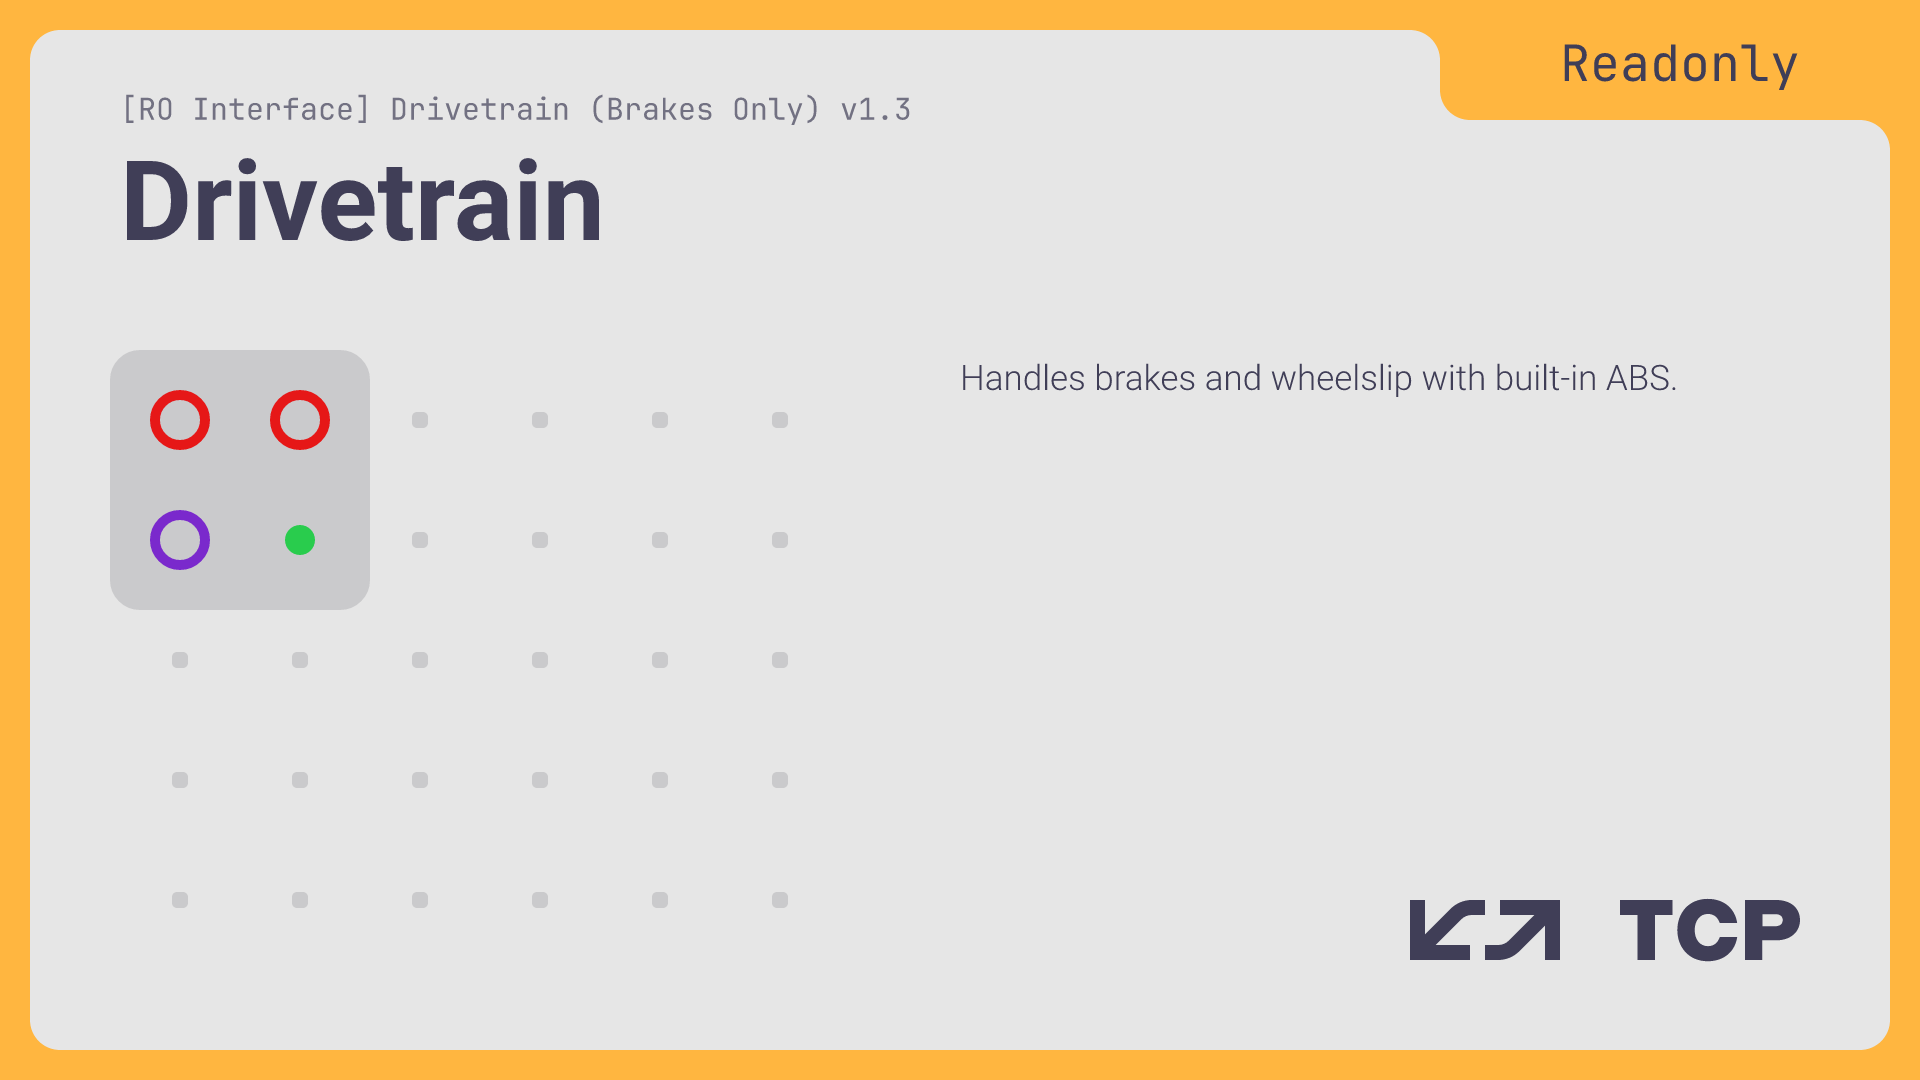 Readonly
[RO Interface] Drivetrain (Brakes Only) v1.3
Drivetrain
Handles brakes and wheelslip with built-in ABS.
TCP